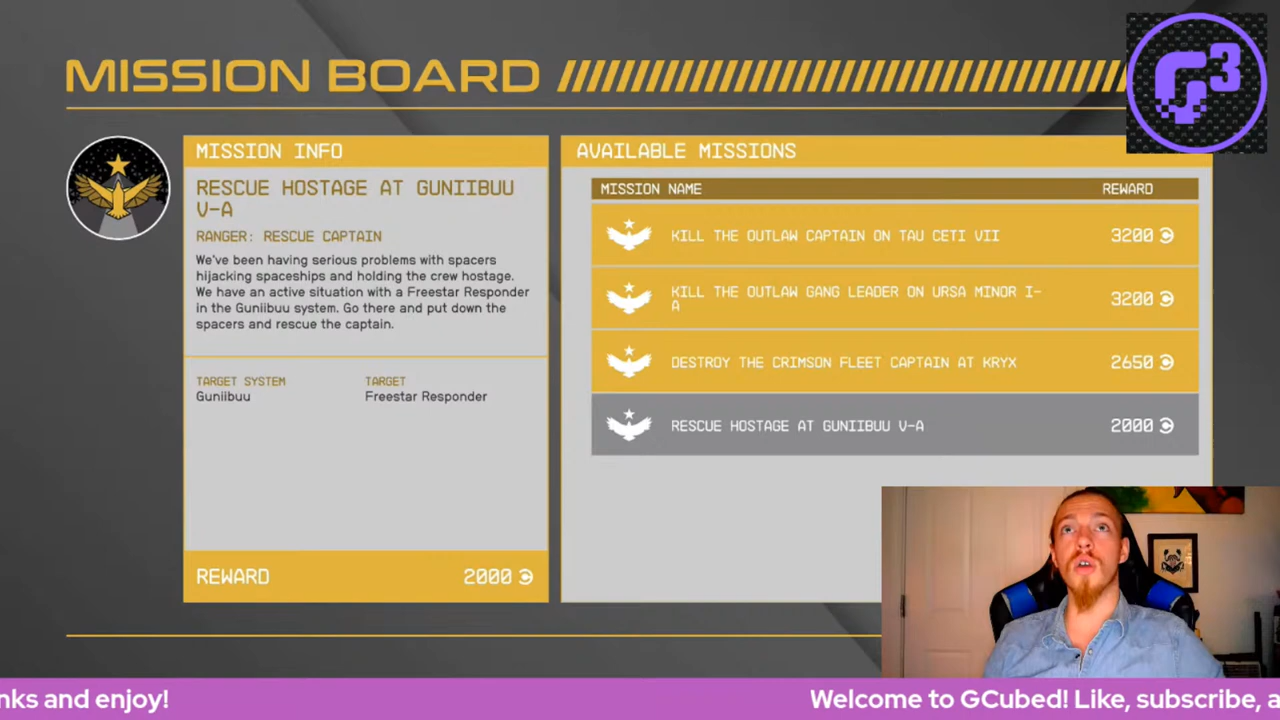 MISSION BOARD
MISSION INFO
RESCUE HOSTAGE AT GUNIIBUU
V-A
RANGER: RESCUE CAPTAIN
We've been having serious problems with spacers
hijacking spaceships and holding the crew hostage.
We have an active situation with a Freestar Responder
in the Guniibuu system. Go there and put down the
spacers and rescue the captain.
TARGET SYSTEM
Guniibuu
TARGET
Freestar Responder
REWARD 2000
AVAILABLE MISSIONS
MISSION NAME REWARD
KILL THE OUTLAW CAPTAIN ON TAU CETI VII 3200
KILL THE OUTLAW GANG LEADER ON URSA MINOR I-
A 3200
DESTROY THE CRIMSON FLEET CAPTAIN AT KRYX 2650
RESCUE HOSTAGE AT GUNIIBUU V-A 2000
G3
nks and enjoy! Welcome to GCubed! Like, subscribe, a